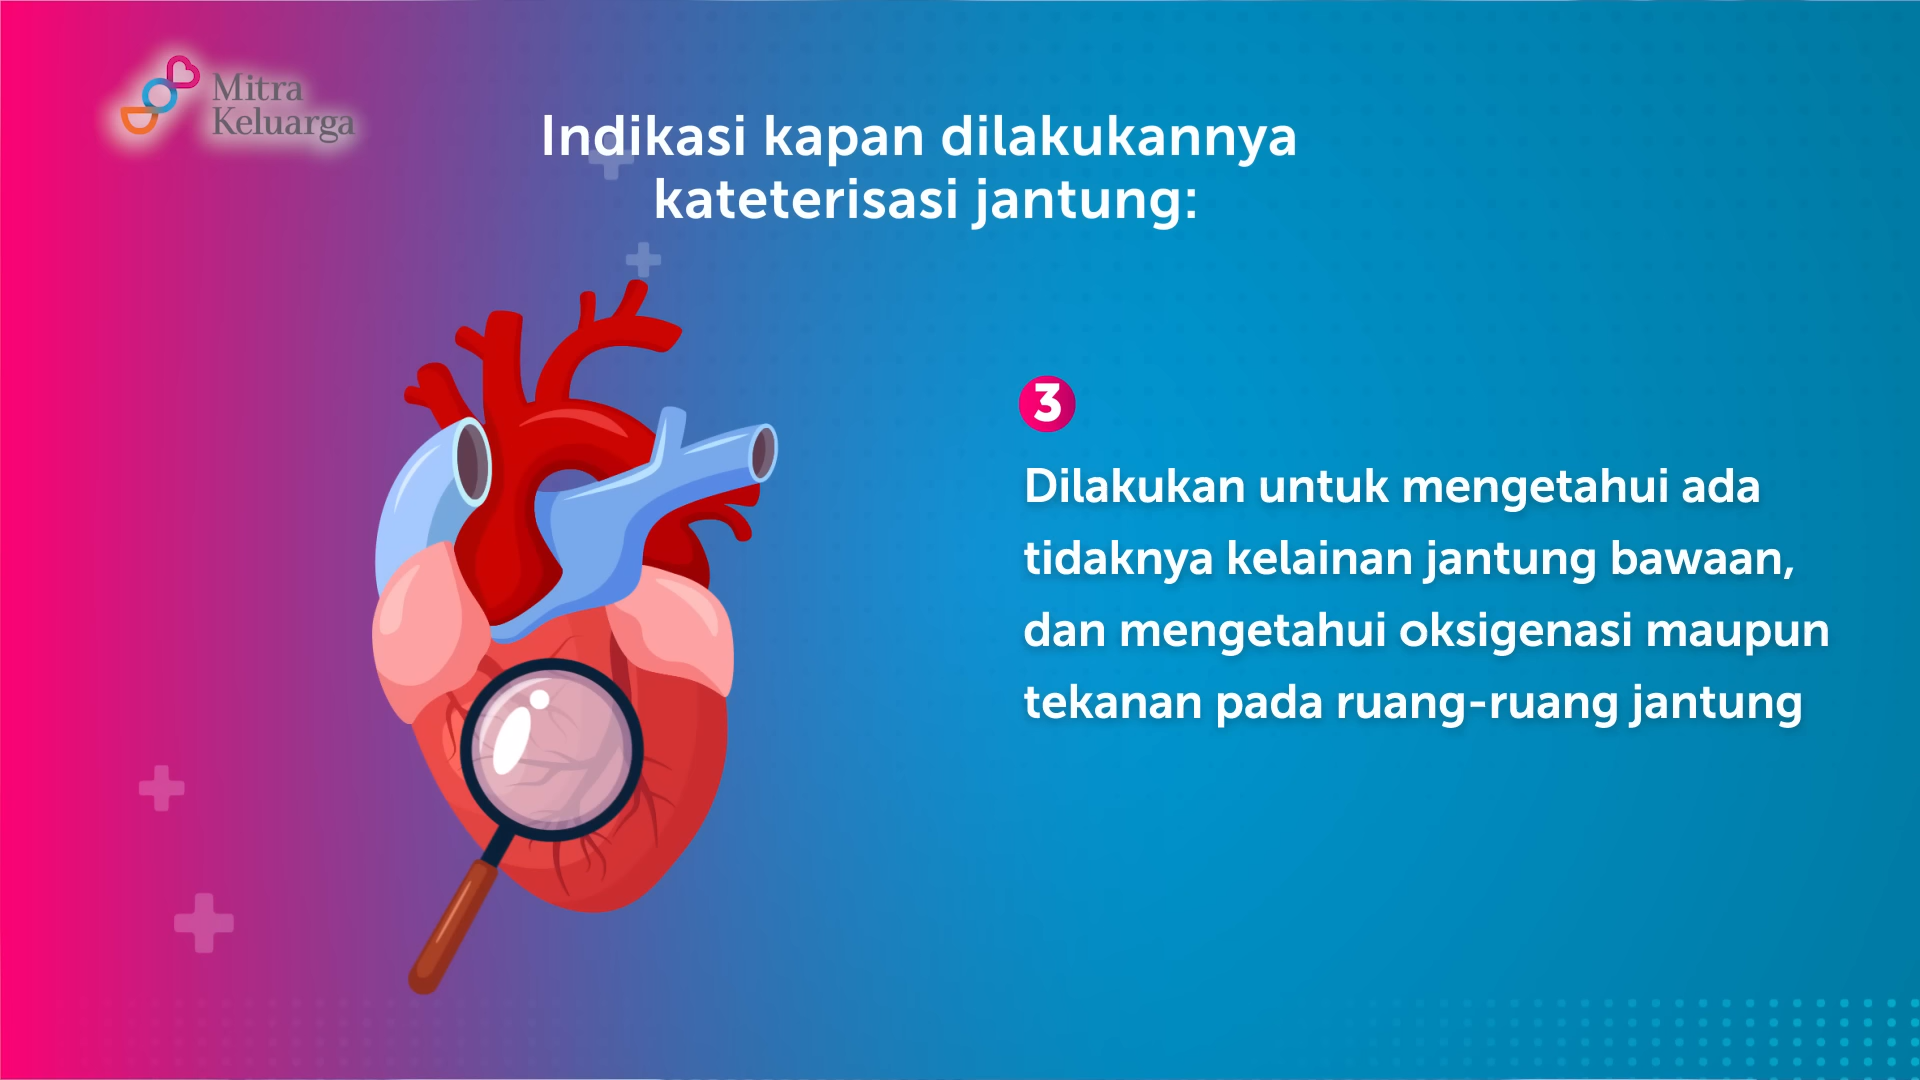 Mitra
Keluarga
Indikasi kapan dilakukannya
kateterisasi jantung:
3
Dilakukan untuk mengetahui ada
tidaknya kelainan jantung bawaan,
dan mengetahui oksigenasi maupun
tekanan pada ruang-ruang jantung